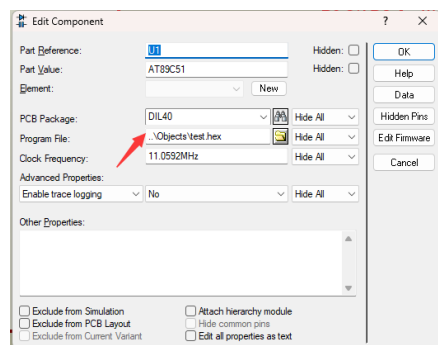 Edit Component ? ×
Part Reference: U1 Hidden: OK
Part Value: AT89C51 Hidden: Help
Element: New Data
PCB Package: DIL40 Hide All Hidden Pins
Program File: ..\Objects\test.hex Hide All Edit Firmware
Clock Frequency: 11.0592MHz Hide All Cancel
Advanced Properties:
Enable trace logging No Hide All
Other Properties:
Exclude from Simulation Attach hierarchy module
Exclude from PCB Layout Hide common pins
Exclude from Current Variant Edit all properties as text